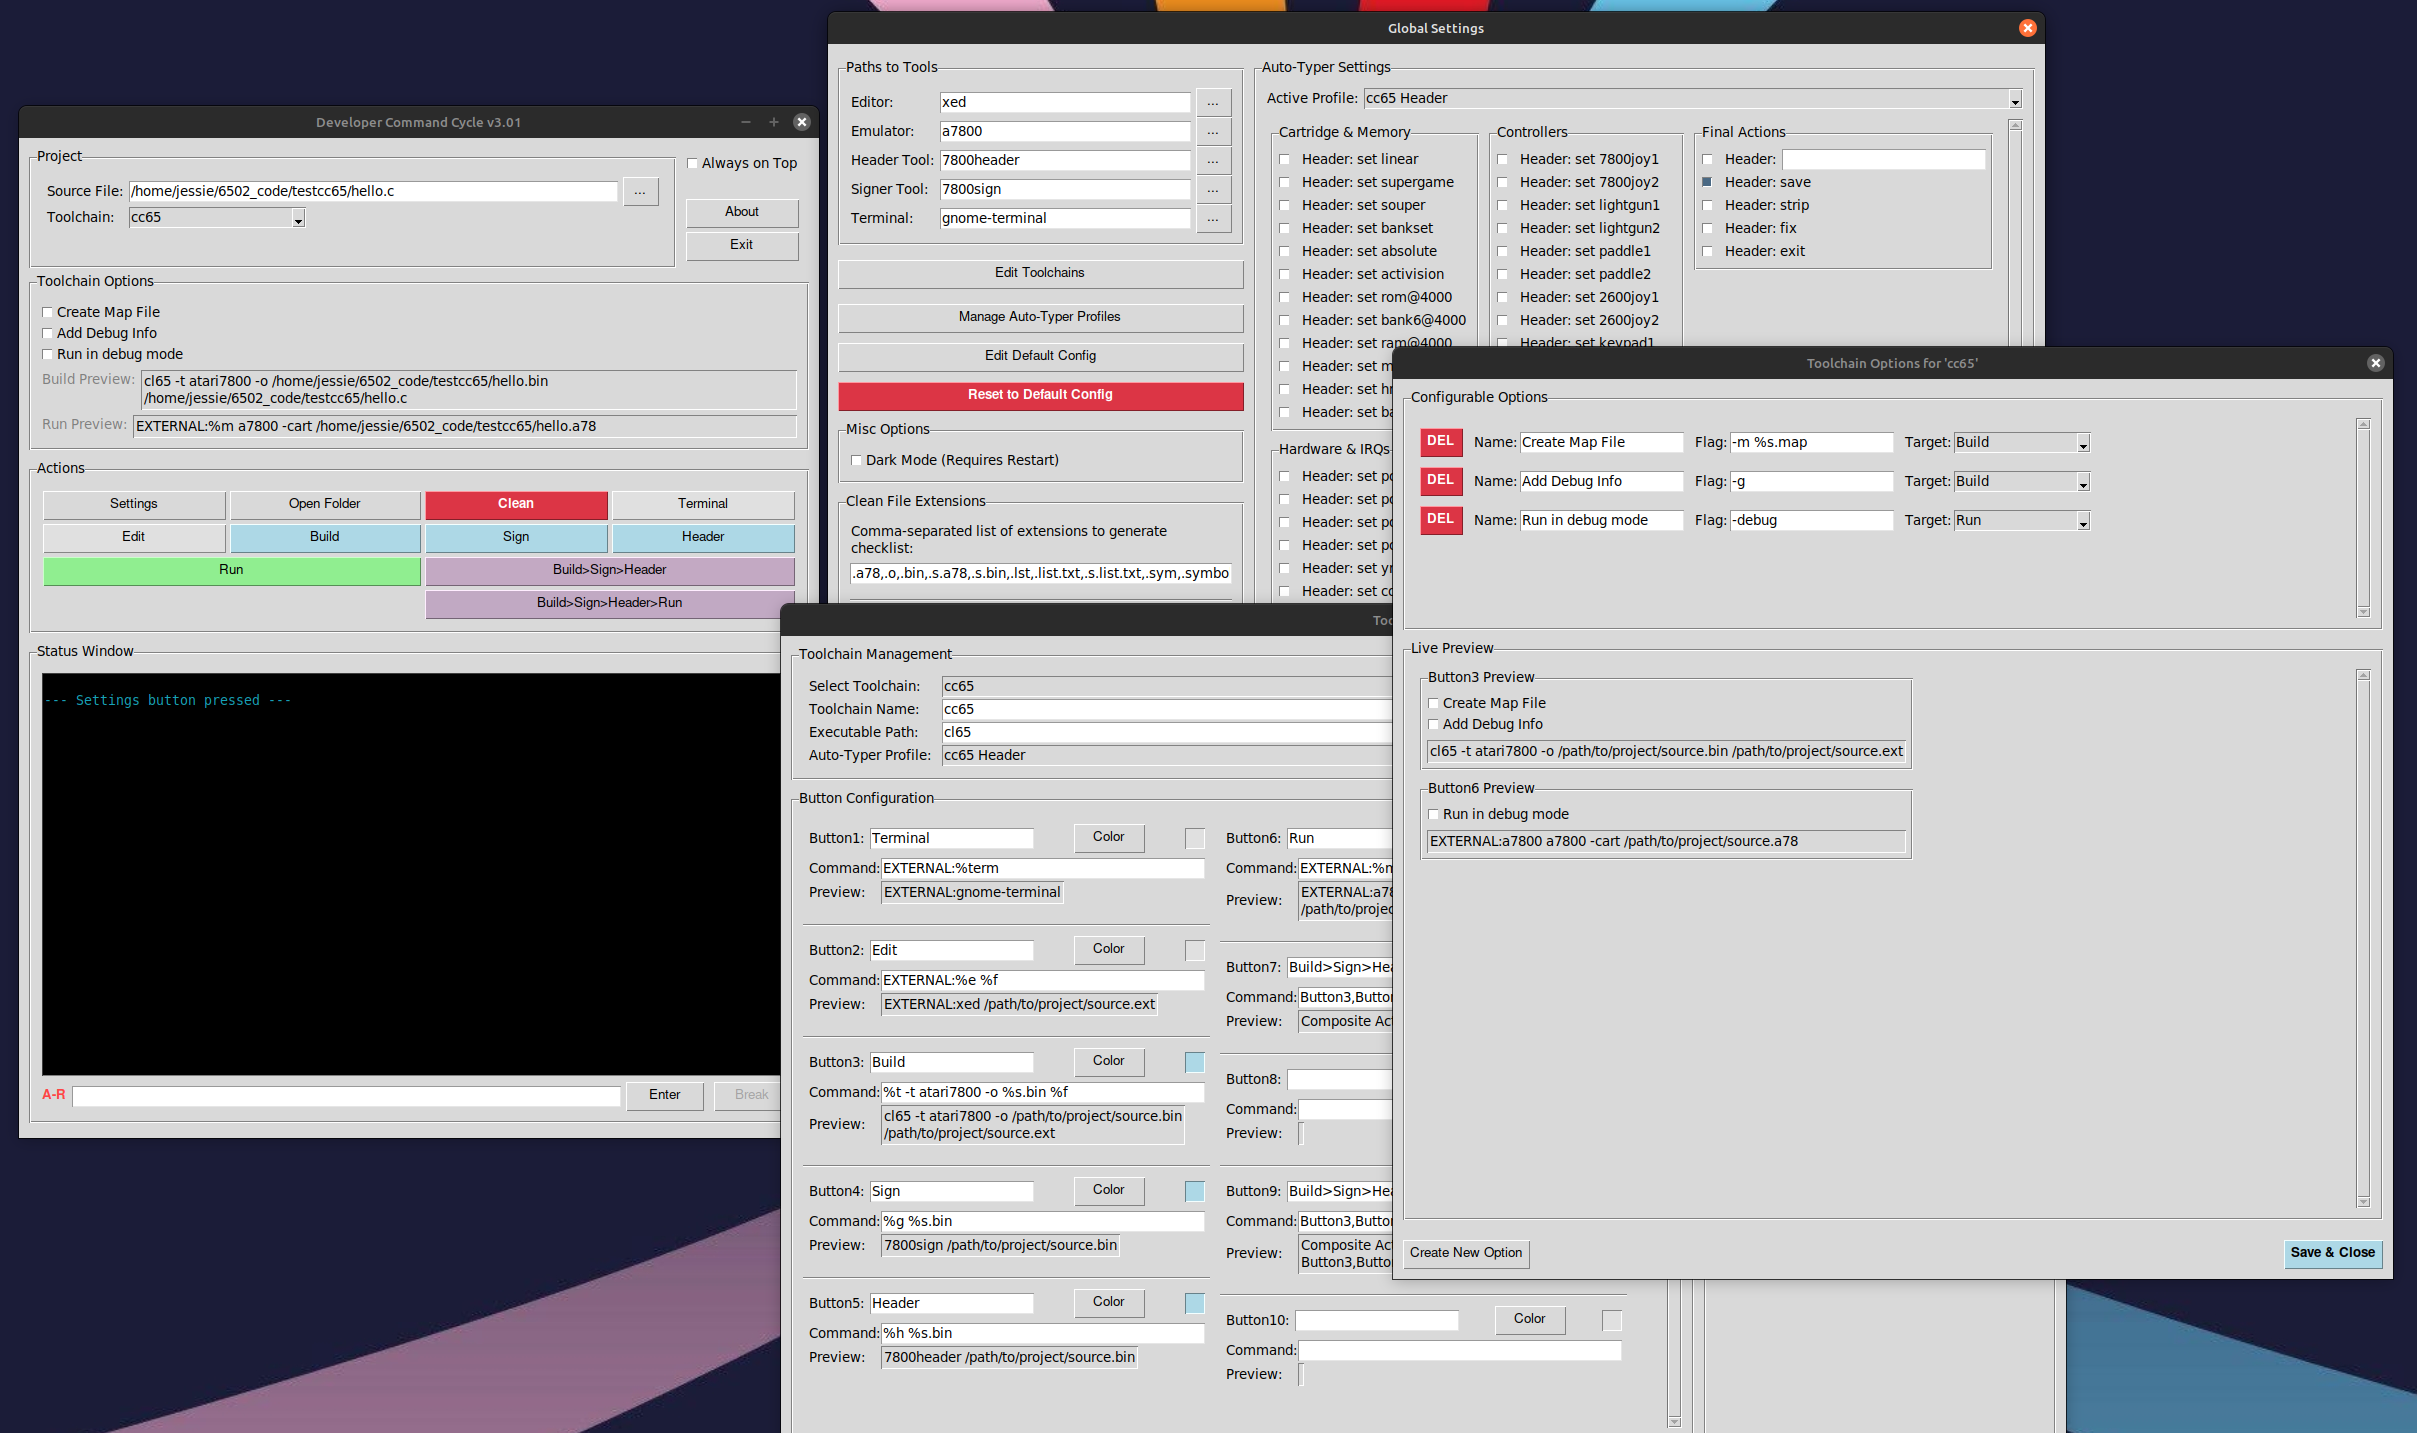 Developer Command Cycle v3.01
Project
Source File: /home/jessie/6502_code/testcc65/hello.c ...
Toolchain: cc65
Always on Top
About
Exit
Toolchain Options
Create Map File
Add Debug Info
Run in debug mode
Build Preview: cl65 -t atari7800 -o /home/jessie/6502_code/testcc65/hello.bin
/home/jessie/6502_code/testcc65/hello.c
Run Preview: EXTERNAL:%m a7800 -cart /home/jessie/6502_code/testcc65/hello.a78
Actions
Settings Open Folder Clean Terminal
Edit Build Sign Header
Run Build>Sign>Header
Build>Sign>Header>Run
Status Window
--- Settings button pressed ---
A-R Enter Break
Global Settings
Paths to Tools
Editor: xed ...
Emulator: a7800 ...
Header Tool: 7800header ...
Signer Tool: 7800sign ...
Terminal: gnome-terminal ...
Edit Toolchains
Manage Auto-Typer Profiles
Edit Default Config
Reset to Default Config
Misc Options
Dark Mode (Requires Restart)
Clean File Extensions
Comma-separated list of extensions to generate
checklist:
.a78,.o,.bin,.s.a78,.s.bin,.lst,.list.txt,.s.list.txt,.sym,.symbo
Auto-Typer Settings
Active Profile: cc65 Header
Cartridge & Memory
Header: set linear
Header: set supergame
Header: set souper
Header: set bankset
Header: set absolute
Header: set activision
Header: set rom@4000
Header: set bank6@4000
Header: set ram@4000
Header: set m
Header: set
Header: set ba
Hardware & IRQs
Header: set po
Header: set po
Header: set po
Header: set po
Header: set
Header: set co
Controllers
Header: set 7800joy1
Header: set 7800joy2
Header: set lightgun1
Header: set lightgun2
Header: set paddle1
Header: set paddle2
Header: set 2600joy1
Header: set 2600joy2
Header: set keypad1
Final Actions
Header:
Header: save
Header: strip
Header: fix
Header: exit
Too
Toolchain Management
Select Toolchain: cc65
Toolchain Name: cc65
Executable Path: cl65
Auto-Typer Profile: cc65 Header
Button Configuration
Button1: Terminal Color
Command: EXTERNAL:%term
Preview: EXTERNAL:gnome-terminal
Button2: Edit Color
Command: EXTERNAL:%e %f
Preview: EXTERNAL:xed /path/to/project/source.ext
Button3: Build Color
Command: %t -t atari7800 -o %s.bin %f
Preview: cl65 -t atari7800 -o /path/to/project/source.bin
/path/to/project/source.ext
Button4: Sign Color
Command: %g %s.bin
Preview: 7800sign /path/to/project/source.bin
Button5: Header Color
Command: %h %s.bin
Preview: 7800header /path/to/project/source.bin
Button6: Run
Command: EXTERNAL:%m
Preview: EXTERNAL:a78
/path/to/projec
Button7: Build>Sign>Hea
Command: Button3,Button
Preview: Composite Ac
Button8:
Command:
Preview:
Button9: Build>Sign>Hea
Command: Button3,Button
Preview: Composite Ac
Button3,Butto
Button10: Color
Command:
Preview:
Toolchain Options for 'cc65'
Configurable Options
DEL Name: Create Map File Flag: -m %s.map Target: Build
DEL Name: Add Debug Info Flag: -g Target: Build
DEL Name: Run in debug mode Flag: -debug Target: Run
Live Preview
Button3 Preview
Create Map File
Add Debug Info
cl65 -t atari7800 -o /path/to/project/source.bin /path/to/project/source.ext
Button6 Preview
Run in debug mode
EXTERNAL:a7800 a7800 -cart /path/to/project/source.a78
Create New Option
Save & Close